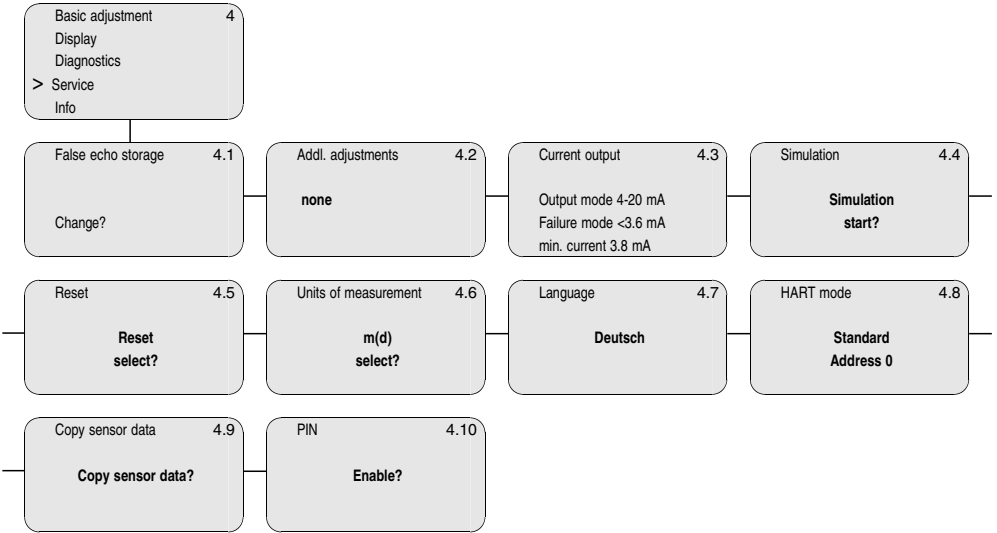 Basic adjustment 4
Display
Diagnostics
> Service
Info
False echo storage 4.1
Change?
Addl. adjustments 4.2
none
Current output 4.3
Output mode 4-20 mA
Failure mode <3.6 mA
min. current 3.8 mA
Simulation 4.4
Simulation
start?
Reset 4.5
Reset
select?
Units of measurement 4.6
m(d)
select?
Language 4.7
Deutsch
HART mode 4.8
Standard
Address 0
Copy sensor data 4.9
Copy sensor data?
PIN 4.10
Enable?